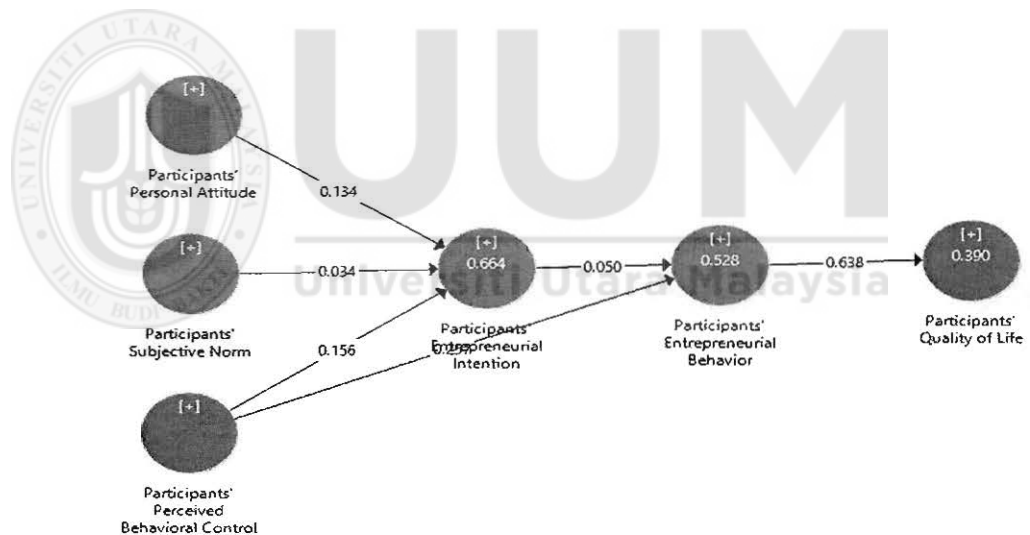 UNIVERSITI UTARA MALAYSIA
UUM
Universiti Utara Malaysia
ILMU BUDI
[+]
Participants'
Personal Attitude
0.134
[+]
Participants'
Subjective Norm
0.034
[+]
Participants'
Perceived
Behavioral Control
0.156
[+]
0.664
Participants'
Entrepreneurial
Intention
0.050
[+]
0.528
Participants'
Entrepreneurial
Behavior
0.638
[+]
0.390
Participants'
Quality of Life